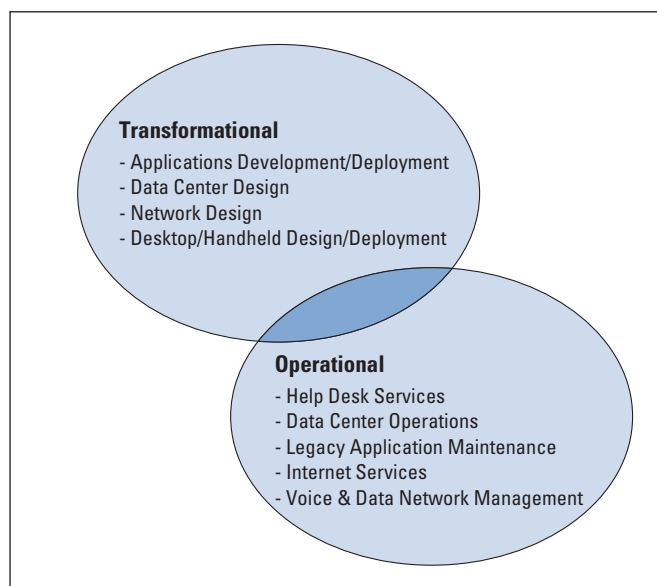 Transformational
- Applications Development/Deployment
- Data Center Design
- Network Design
- Desktop/Handheld Design/Deployment
Operational
- Help Desk Services
- Data Center Operations
- Legacy Application Maintenance
- Internet Services
- Voice & Data Network Management